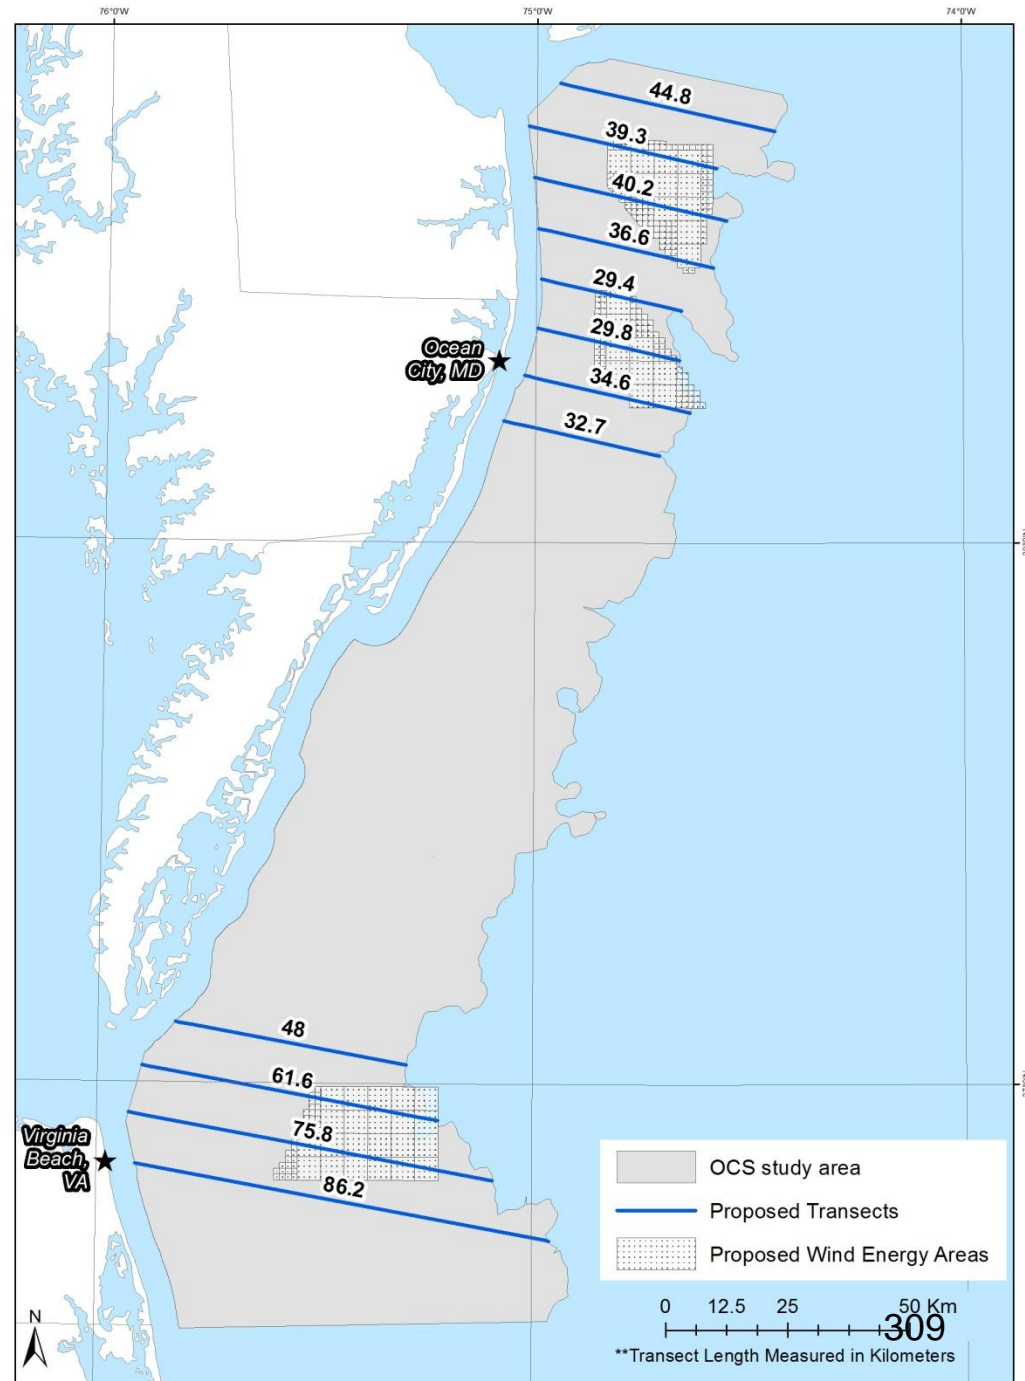 76°0'W
75°0'W
74°0'W
44.8
39.3
40.2
36.6
29.4
29.8
34.6
32.7
Ocean
City, MD
48
61.6
75.8
86.2
Virginia
Beach,
VA
OCS study area
Proposed Transects
Proposed Wind Energy Areas
N
0 12.5 25 50 Km
309
**Transect Length Measured in Kilometers